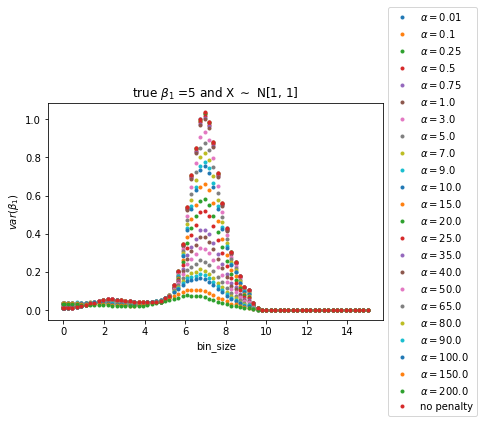 true β₁ =5 and X ∼ N[1, 1]
var(β₁)
1.0
0.8
0.6
0.4
0.2
0.0
0 2 4 6 8 10 12 14
bin_size
α = 0.01
α = 0.1
α = 0.25
α = 0.5
α = 0.75
α = 1.0
α = 3.0
α = 5.0
α = 7.0
α = 9.0
α = 10.0
α = 15.0
α = 20.0
α = 25.0
α = 35.0
α = 40.0
α = 50.0
α = 65.0
α = 80.0
α = 90.0
α = 100.0
α = 150.0
α = 200.0
no penalty